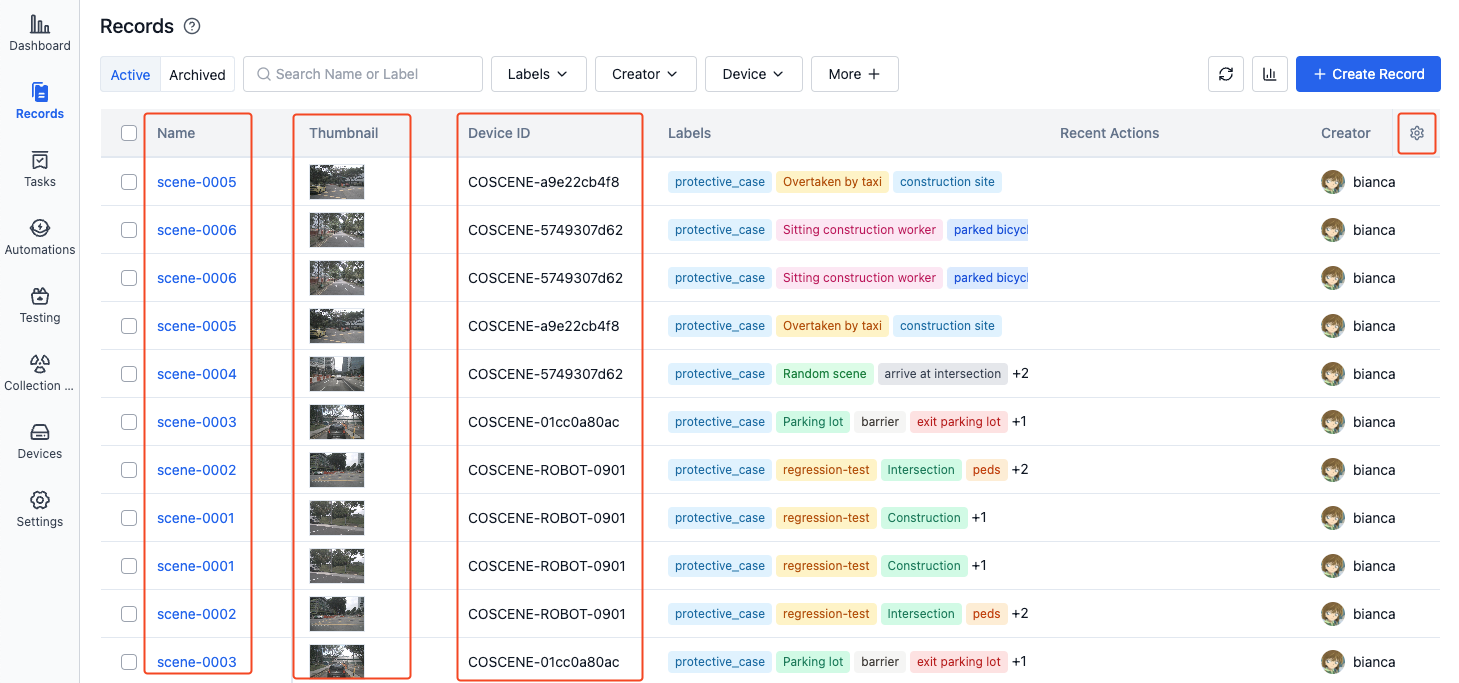 Dashboard
Records
Tasks
Automations
Testing
Collection ...
Devices
Settings
Records
Active Archived Search Name or Label Labels Creator Device More + + Create Record
Name Thumbnail Device ID Labels Recent Actions Creator
scene-0005 COSCENE-a9e22cb4f8 protective_case Overtaken by taxi construction site bianca
scene-0006 COSCENE-5749307d62 protective_case Sitting construction worker parked bicycl bianca
scene-0006 COSCENE-5749307d62 protective_case Sitting construction worker parked bicycl bianca
scene-0005 COSCENE-a9e22cb4f8 protective_case Overtaken by taxi construction site bianca
scene-0004 COSCENE-5749307d62 protective_case Random scene arrive at intersection +2 bianca
scene-0003 COSCENE-01cc0a80ac protective_case Parking lot barrier exit parking lot +1 bianca
scene-0002 COSCENE-ROBOT-0901 protective_case regression-test Intersection peds +2 bianca
scene-0001 COSCENE-ROBOT-0901 protective_case regression-test Construction +1 bianca
scene-0001 COSCENE-ROBOT-0901 protective_case regression-test Construction +1 bianca
scene-0002 COSCENE-ROBOT-0901 protective_case regression-test Intersection peds +2 bianca
scene-0003 COSCENE-01cc0a80ac protective_case Parking lot barrier exit parking lot +1 bianca